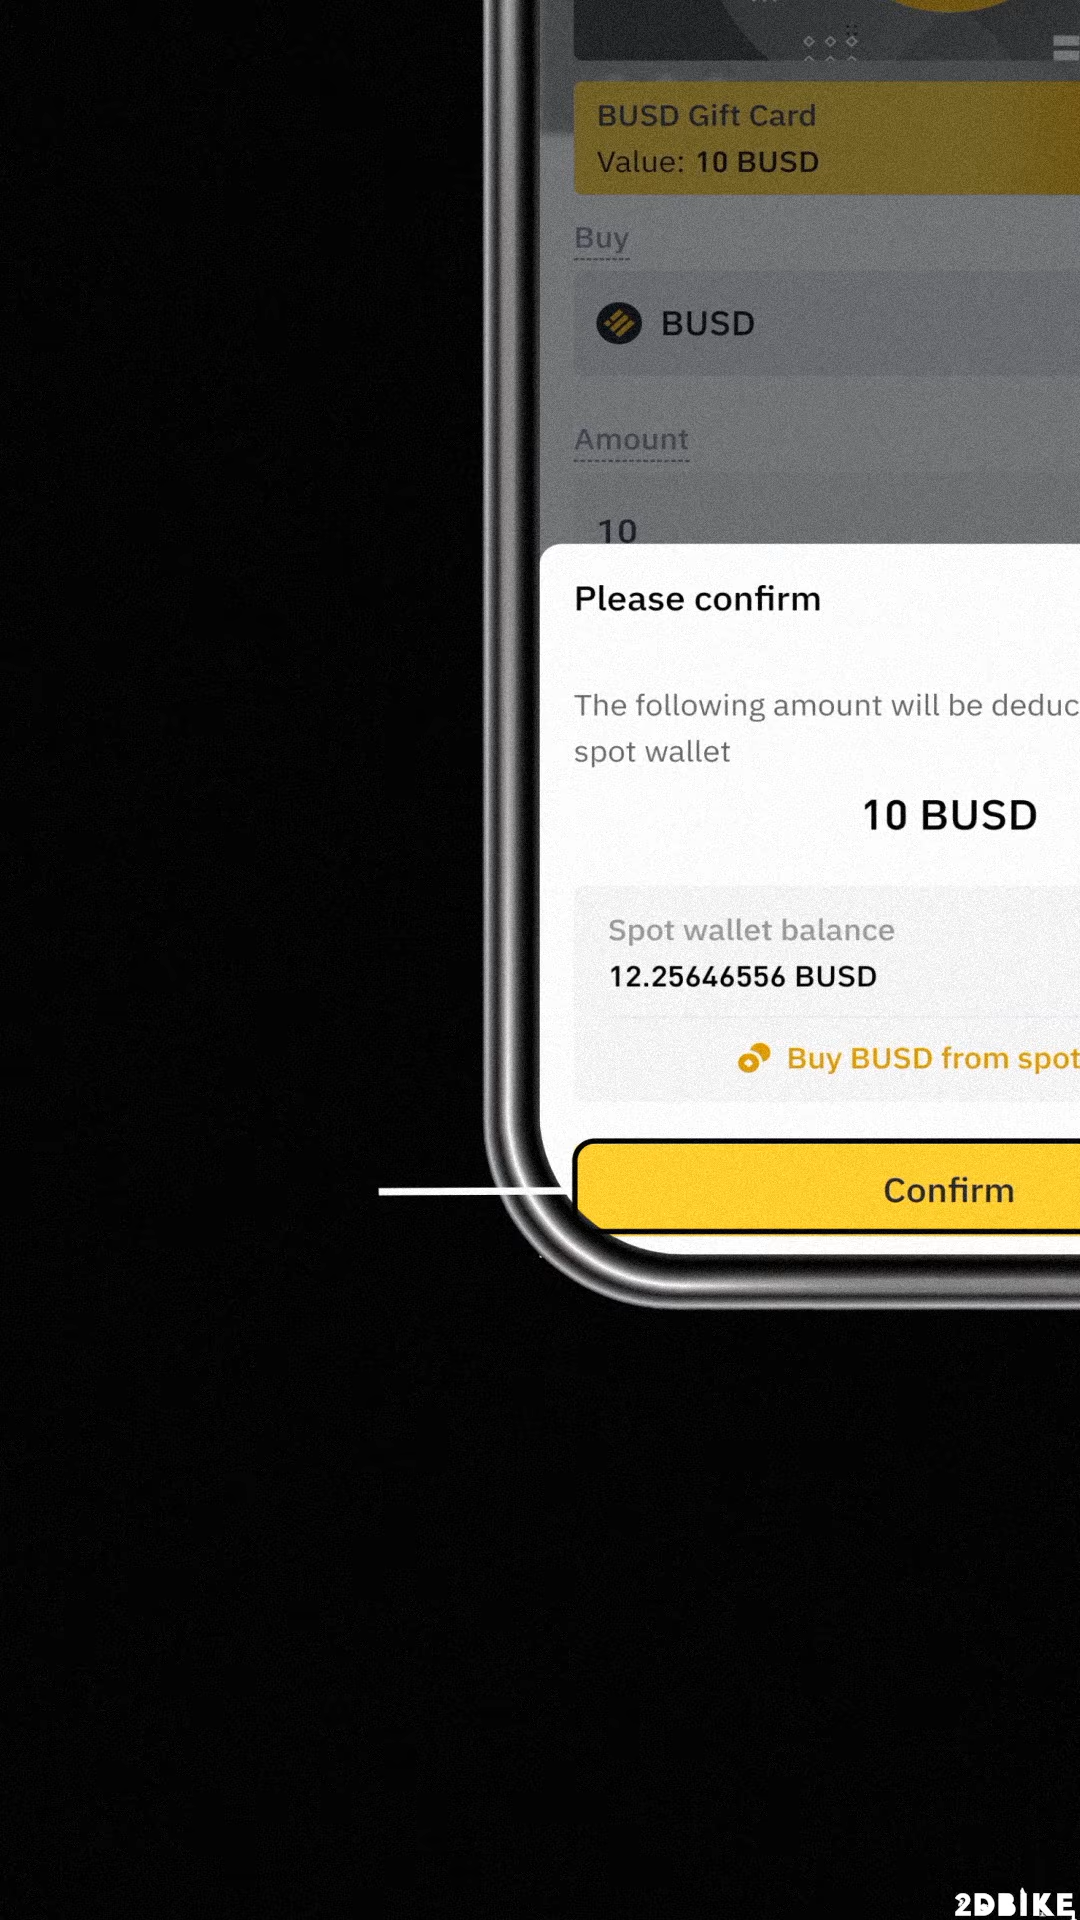 BUSD Gift Card
Value: 10 BUSD
Buy
BUSD
Amount
10
Please confirm
The following amount will be deduc
spot wallet
10 BUSD
Spot wallet balance
12.25646556 BUSD
Buy BUSD from spot
Confirm
2DBIKE